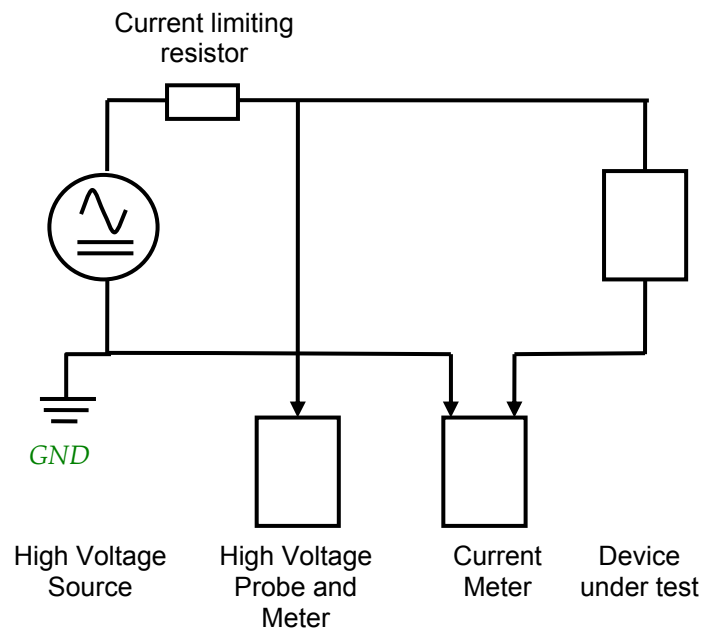 Current limiting
resistor
GND
High Voltage
Source
High Voltage
Probe and
Meter
Current
Meter
Device
under test